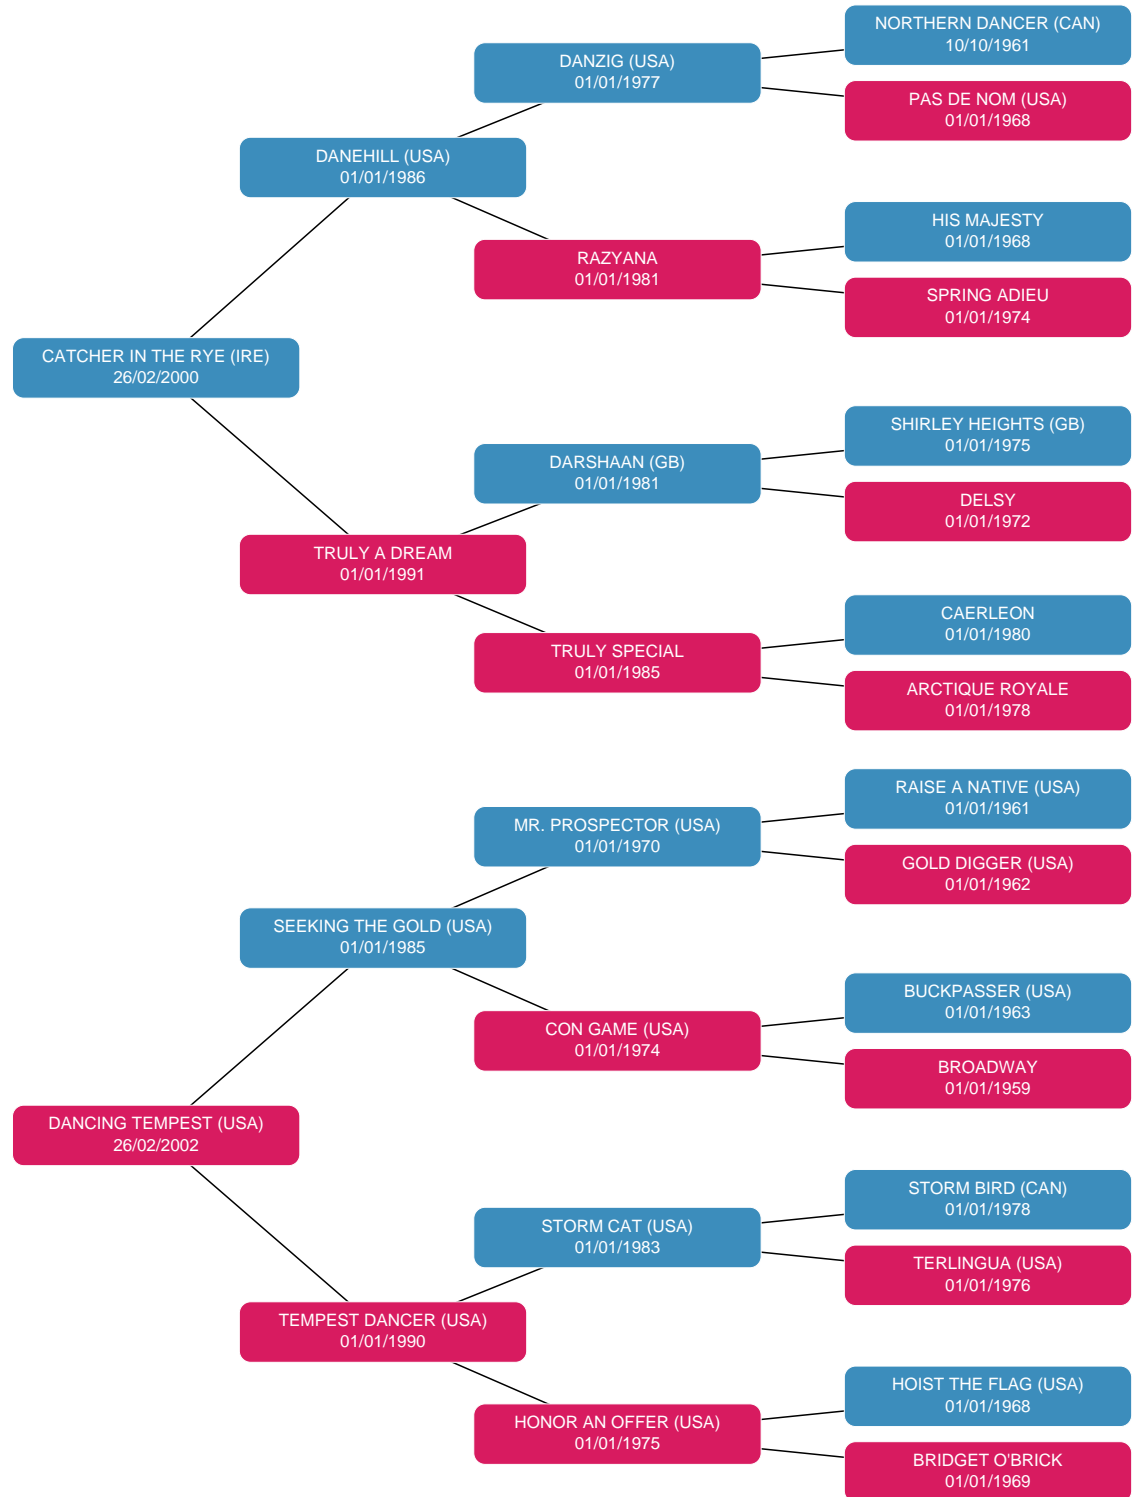 NORTHERN DANCER (CAN)
10/10/1961
DANZIG (USA)
01/01/1977
PAS DE NOM (USA)
01/01/1968
DANEHILL (USA)
01/01/1986
HIS MAJESTY
01/01/1968
RAZYANA
01/01/1981
SPRING ADIEU
01/01/1974
CATCHER IN THE RYE (IRE)
26/02/2000
SHIRLEY HEIGHTS (GB)
01/01/1975
DARSHAAN (GB)
01/01/1981
DELSY
01/01/1972
TRULY A DREAM
01/01/1991
CAERLEON
01/01/1980
TRULY SPECIAL
01/01/1985
ARCTIQUE ROYALE
01/01/1978
RAISE A NATIVE (USA)
01/01/1961
MR. PROSPECTOR (USA)
01/01/1970
GOLD DIGGER (USA)
01/01/1962
SEEKING THE GOLD (USA)
01/01/1985
BUCKPASSER (USA)
01/01/1963
CON GAME (USA)
01/01/1974
BROADWAY
01/01/1959
DANCING TEMPEST (USA)
26/02/2002
STORM BIRD (CAN)
01/01/1978
STORM CAT (USA)
01/01/1983
TERLINGUA (USA)
01/01/1976
TEMPEST DANCER (USA)
01/01/1990
HOIST THE FLAG (USA)
01/01/1968
HONOR AN OFFER (USA)
01/01/1975
BRIDGET O'BRICK
01/01/1969